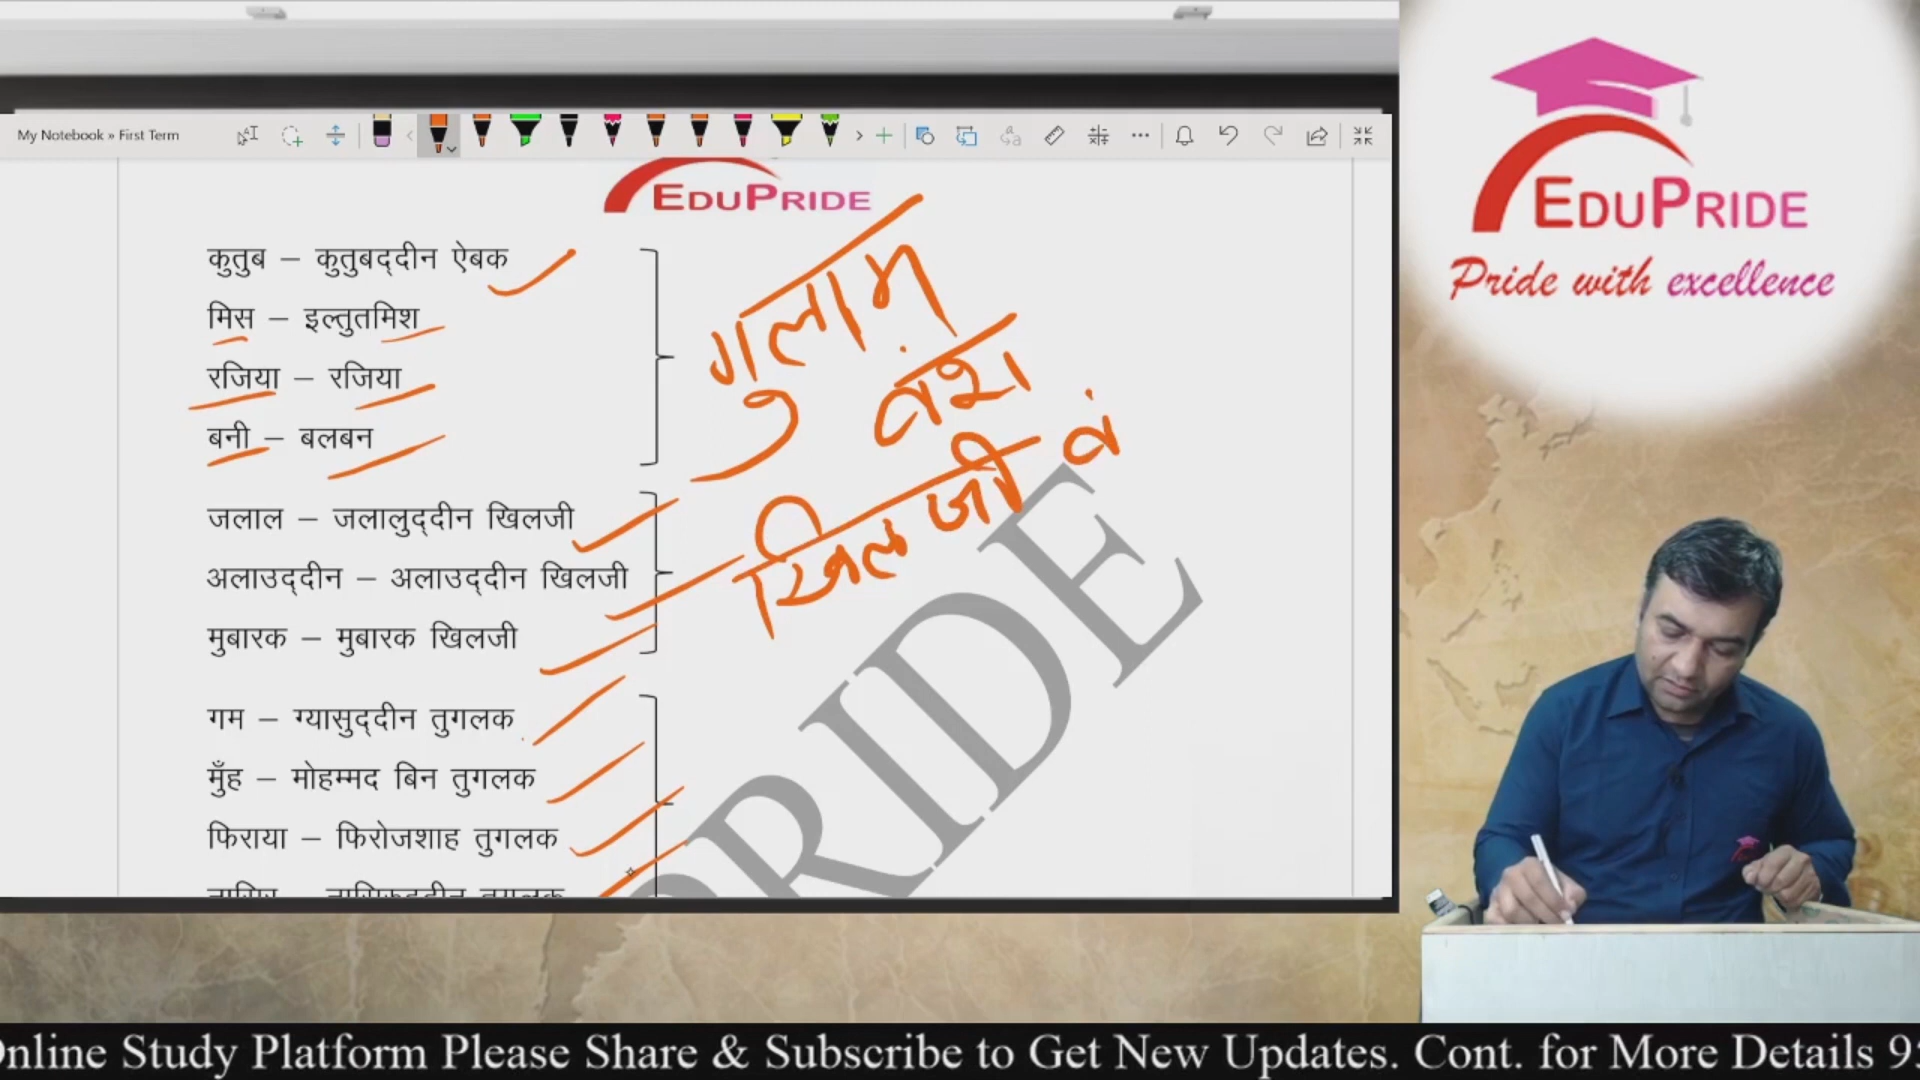 My Notebook » First Term
EDUPRIDE
कुतुब – कुतुबद्दीन ऐबक
मिस – इल्तुतमिश
रजिया – रजिया
बनी – बलबन
गुलाम
वंश
जलाल – जलालुद्दीन खिलजी
अलाउद्दीन – अलाउद्दीन खिलजी
मुबारक – मुबारक खिलजी
खिलजी वं
गम – ग्यासुद्दीन तुगलक
मुँह – मोहम्मद बिन तुगलक
फिराया – फिरोजशाह तुगलक
PRIDE
EDUPRIDE
Pride with excellence
Online Study Platform Please Share & Subscribe to Get New Updates. Cont. for More Details 95